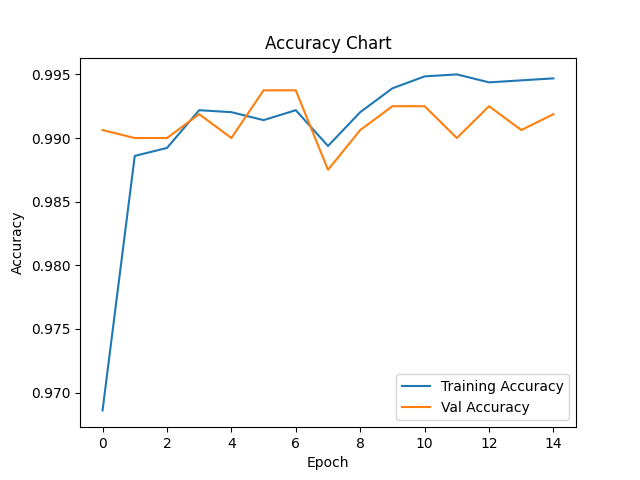 Accuracy Chart
0.995
0.990
0.985
0.980
0.975
0.970
Accuracy
0 2 4 6 8 10 12 14
Epoch
Training Accuracy
Val Accuracy